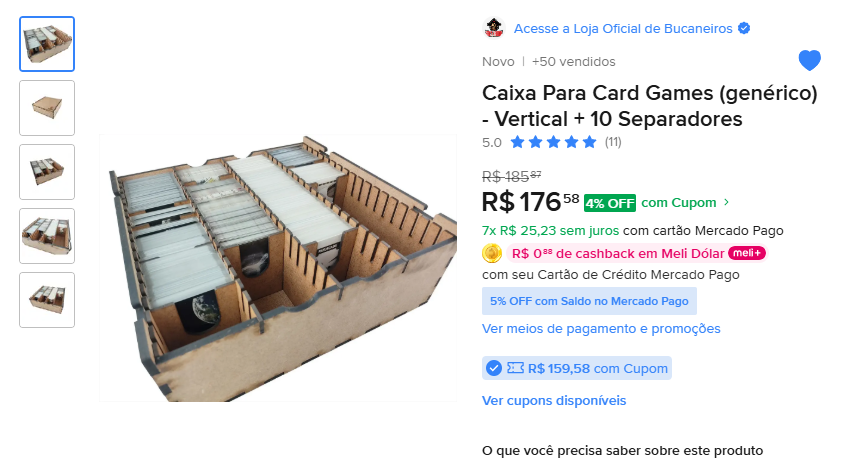 Acesse a Loja Oficial de Bucaneiros
Novo | +50 vendidos
Caixa Para Card Games (genérico)
- Vertical + 10 Separadores
5.0 (11)
R$ 185 87
R$ 176 58 4% OFF com Cupom
7x R$ 25,23 sem juros com cartão Mercado Pago
R$ 0 88 de cashback em Meli Dólar meli+
com seu Cartão de Crédito Mercado Pago
5% OFF com Saldo no Mercado Pago
Ver meios de pagamento e promoções
R$ 159,58 com Cupom
Ver cupons disponíveis
O que você precisa saber sobre este produto